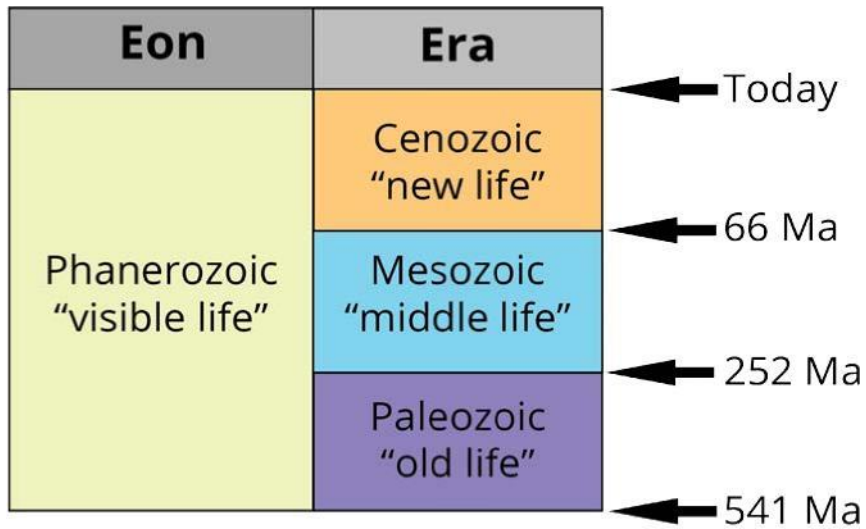 Eon
Era
Today
Cenozoic
“new life”
66 Ma
Phanerozoic
“visible life”
Mesozoic
“middle life”
252 Ma
Paleozoic
“old life”
541 Ma